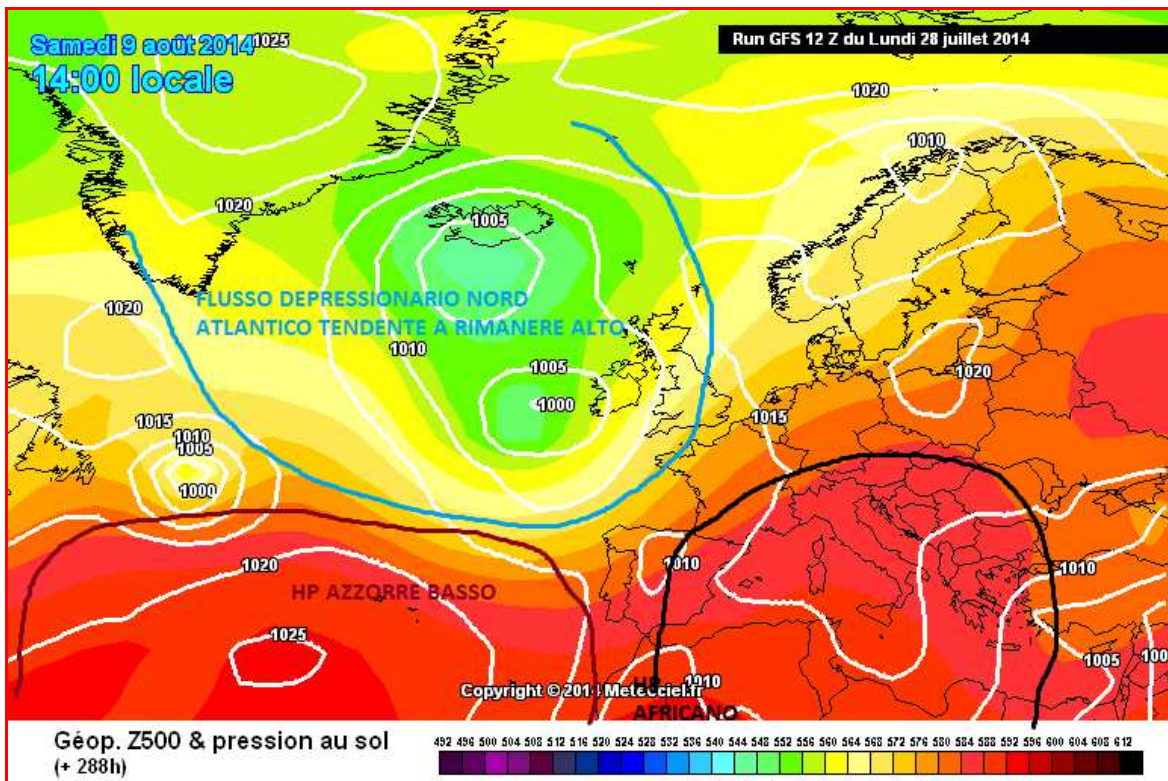 Samedi 9 août 2014
14:00 locale
Run GFS 12 Z du Lundi 28 juillet 2014
1025
1020
1010
1020
1005
FLUSSO DEPRESSIONARIO NORD
ATLANTICO TENDENTE A RIMANERE ALTO
1020
1010
1005
1020
1000
1015
1015
1010
1005
1000
1020
HP AZZORRE BASSO
1010
1010
1025
1005
100
1010
HP
AFRICANO
Copyright © 2014 Meteociel.fr
Géop. Z500 & pression au sol
(+ 288h)
492 496 500 504 508 512 516 520 524 528 532 536 540 544 548 552 556 560 564 568 572 576 580 584 588 592 596 600 604 608 612